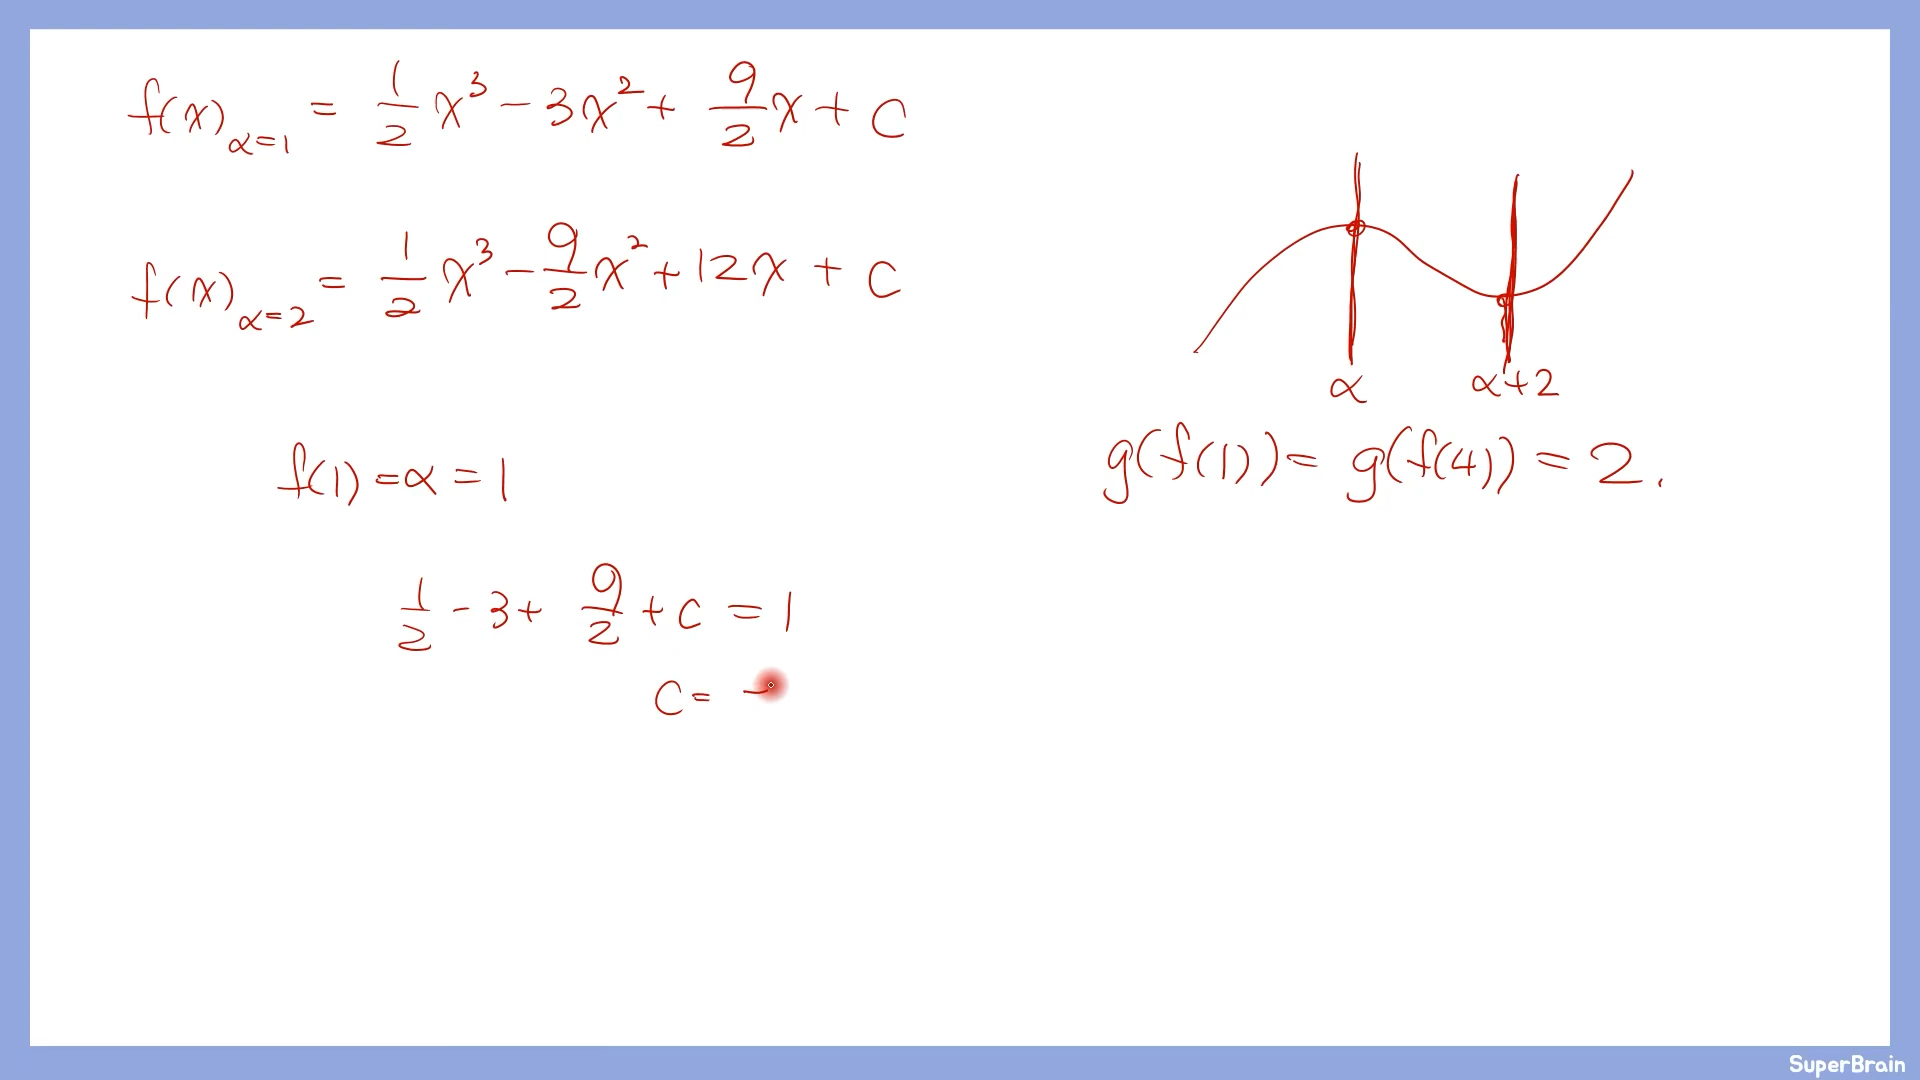 f(x)α=1 = 1/2 x³ - 3x² + 9/2 x + C
f(x)α=2 = 1/2 x³ - 9/2 x² + 12x + C
f(1) = α = 1
1/2 - 3 + 9/2 + C = 1
C = -
α
α+2
g(f(1)) = g(f(4)) = 2.
SuperBrain